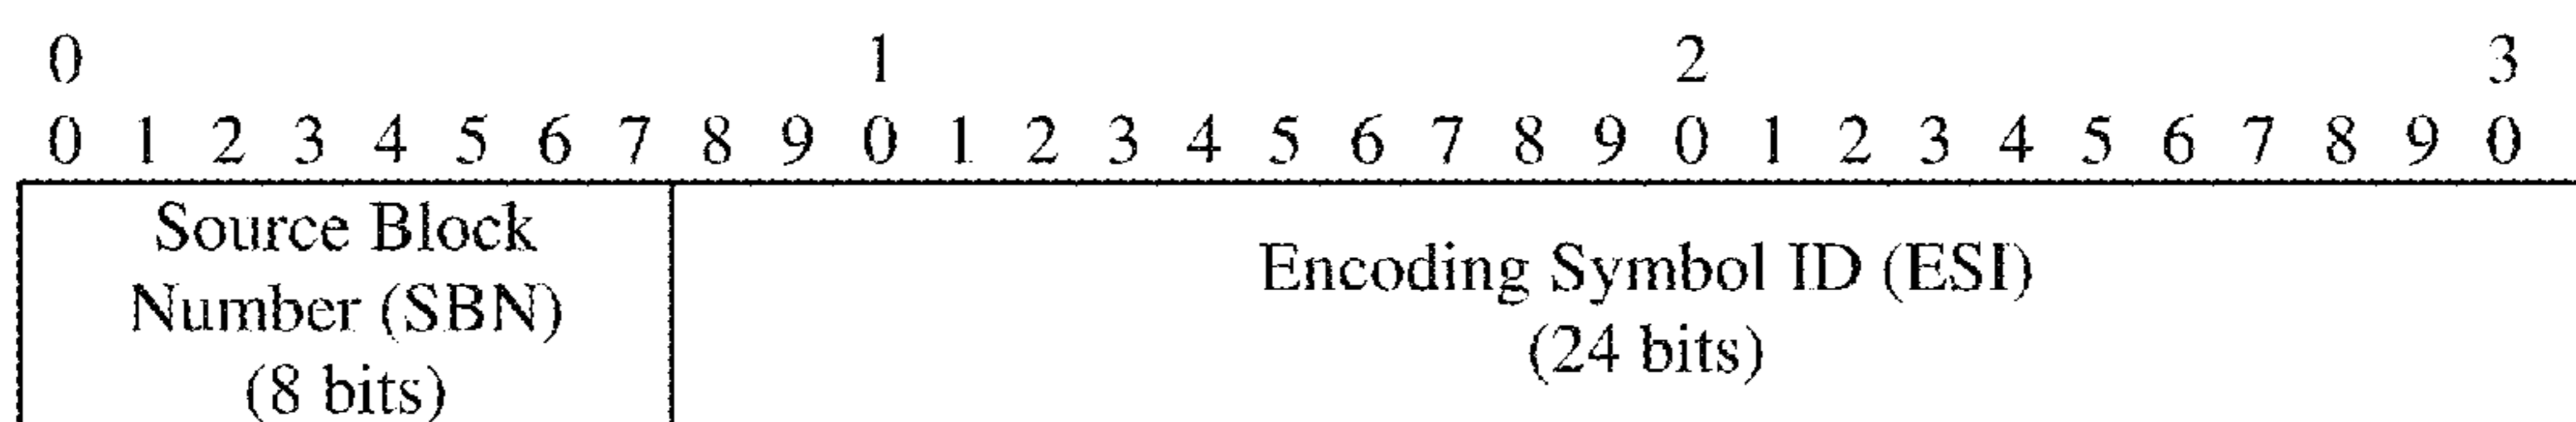 0 1 2 3
0 1 2 3 4 5 6 7 8 9 0 1 2 3 4 5 6 7 8 9 0 1 2 3 4 5 6 7 8 9 0
Source Block
Number (SBN)
(8 bits)
Encoding Symbol ID (ESI)
(24 bits)